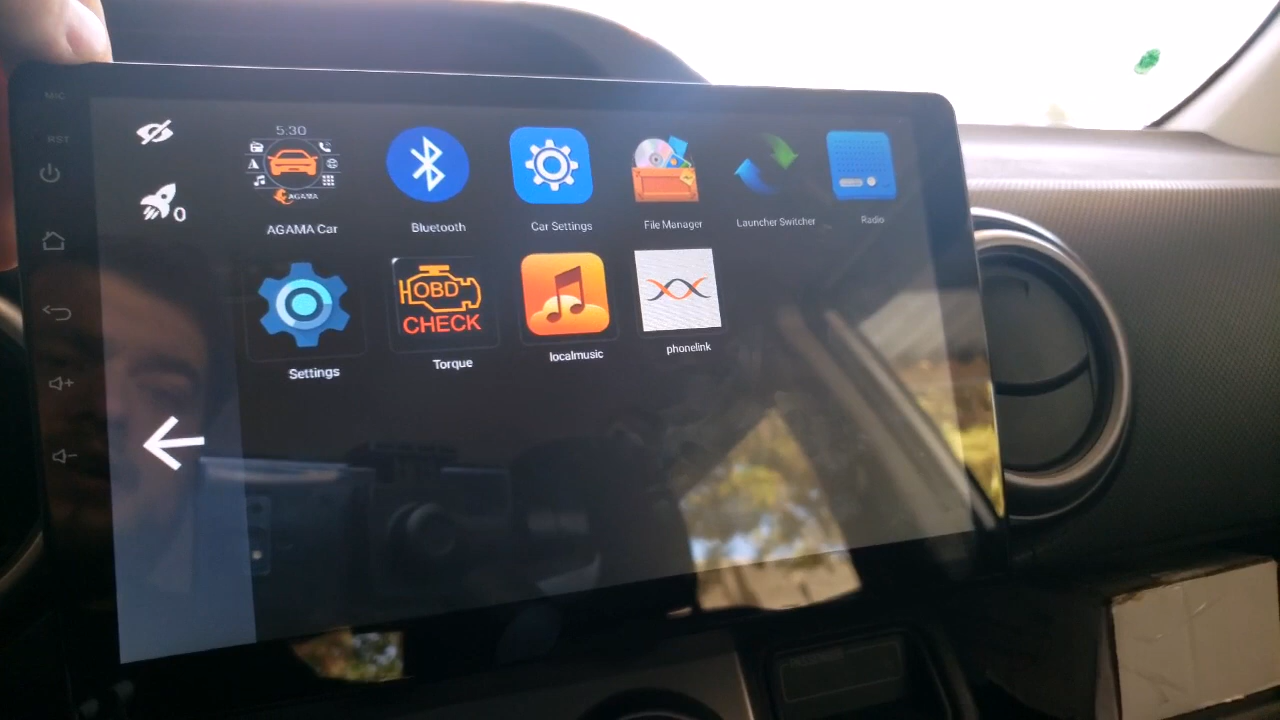 MIC
RST
0
5.30
AGAMA
AGAMA Car
Bluetooth
Car Settings
File Manager
Launcher Switcher
Radio
Settings
OBD
CHECK
Torque
localmusic
phonelink